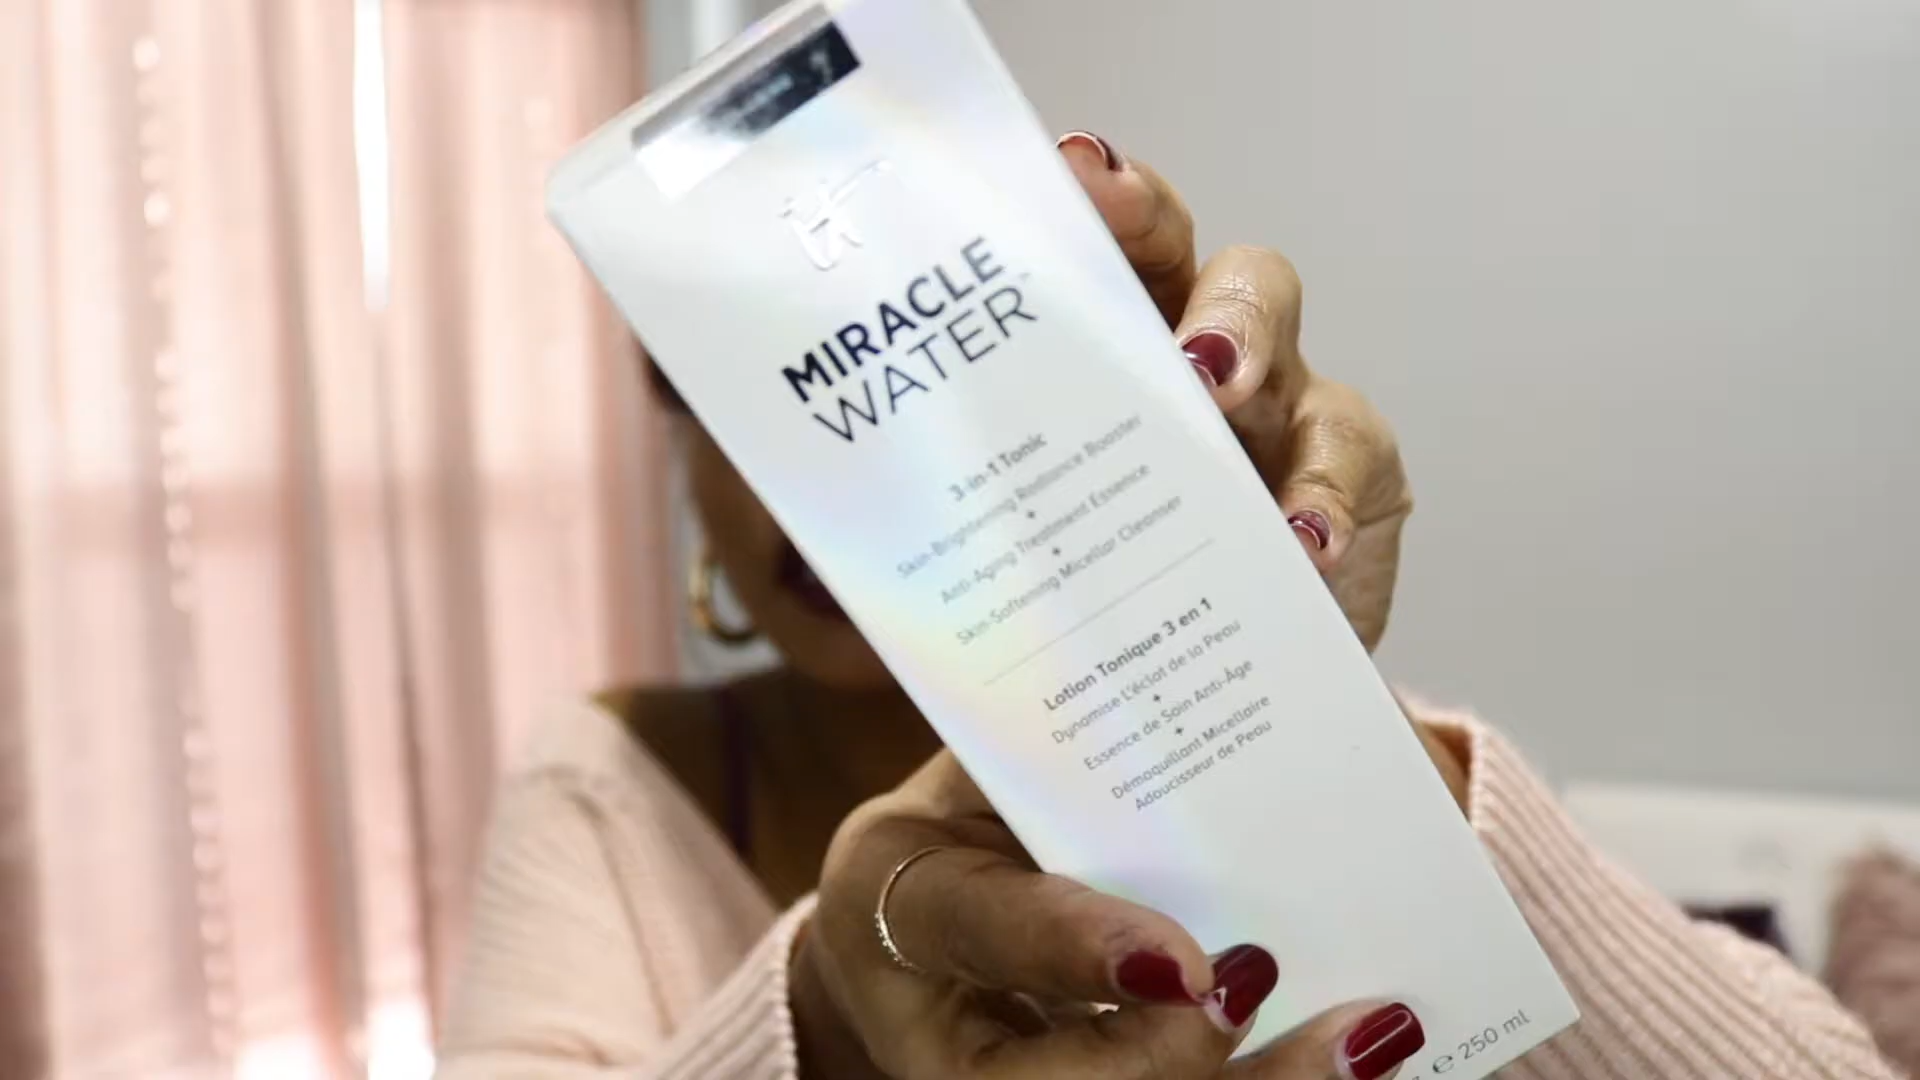 iT
MIRACLE
WATER™
3-in-1 Tonic
Skin-Brightening Radiance Booster
+
Anti-Aging Treatment Essence
+
Skin-Softening Micellar Cleanser
Lotion Tonique 3 en 1
Dynamise L'éclat de la Peau
+
Essence de Soin Anti-Âge
+
Démaquillant Micellaire
Adoucisseur de Peau
e 250 ml